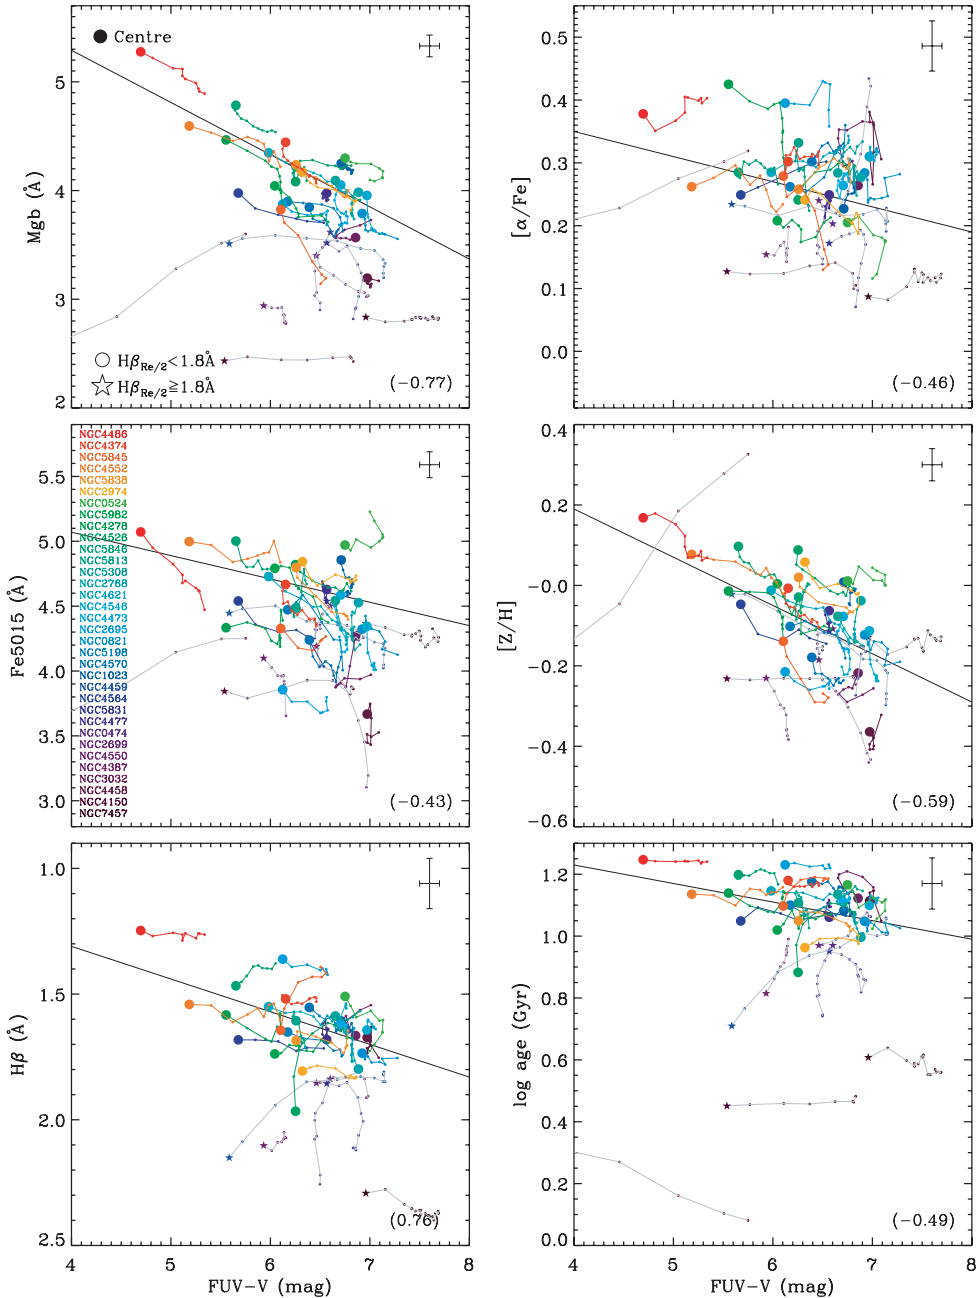 Centre
Mgb (Å)
5
4
3
2
HβRe/2<1.8Å
HβRe/2≥1.8Å
(−0.77)
[α/Fe]
0.5
0.4
0.3
0.2
0.1
0.0
(−0.46)
Fe5015 (Å)
5.5
5.0
4.5
4.0
3.5
3.0
NGC4486
NGC4374
NGC5845
NGC4552
NGC5838
NGC2974
NGC0524
NGC5982
NGC4278
NGC4526
NGC5846
NGC5813
NGC5308
NGC2768
NGC4621
NGC4546
NGC4473
NGC2695
NGC0821
NGC5198
NGC4570
NGC1023
NGC4459
NGC4564
NGC5831
NGC4477
NGC0474
NGC2699
NGC4550
NGC4387
NGC3032
NGC4458
NGC4150
NGC7457
(−0.43)
[Z/H]
0.4
0.2
−0.0
−0.2
−0.4
−0.6
(−0.59)
Hβ (Å)
1.0
1.5
2.0
2.5
(0.76)
4 5 6 7
FUV−V (mag)
log age (Gyr)
1.2
1.0
0.8
0.6
0.4
0.2
0.0
(−0.49)
4 5 6 7 8
FUV−V (mag)